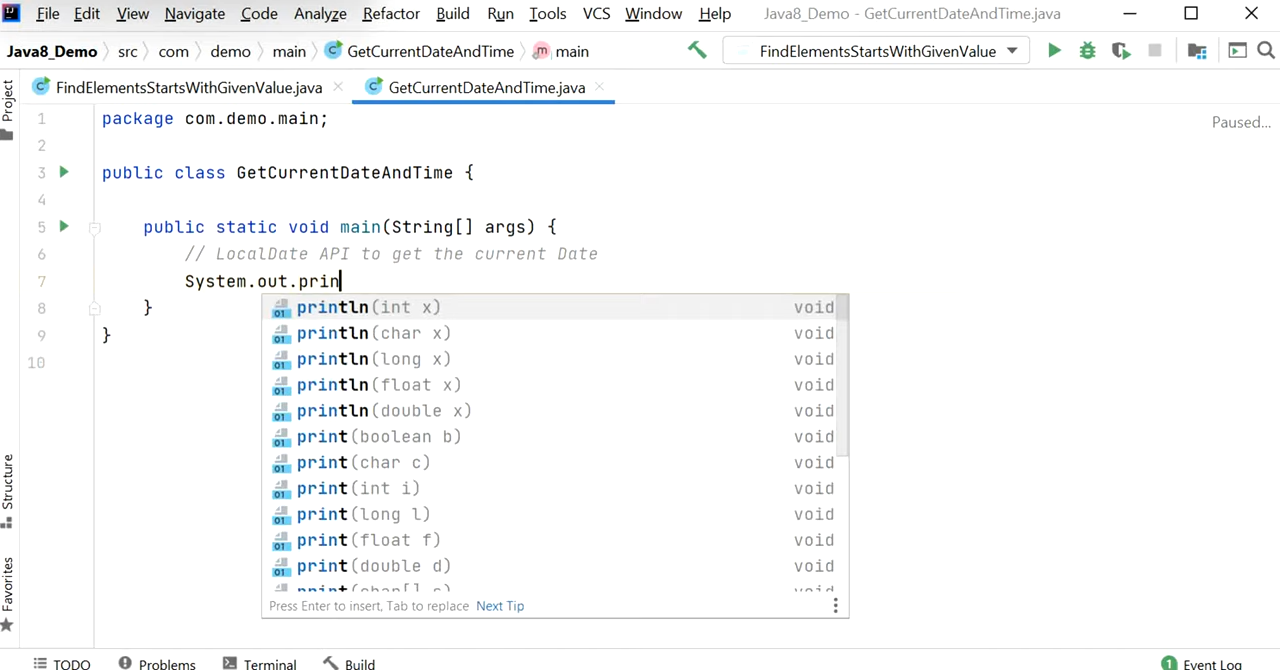 File Edit View Navigate Code Analyze Refactor Build Run Tools VCS Window Help Java8_Demo - GetCurrentDateAndTime.java
Java8_Demo src com demo main GetCurrentDateAndTime main FindElementsStartsWithGivenValue
FindElementsStartsWithGivenValue.java GetCurrentDateAndTime.java
Project
Structure
Favorites
Paused...
1 package com.demo.main;
2
3 public class GetCurrentDateAndTime {
4
5 public static void main(String[] args) {
6 // LocalDate API to get the current Date
7 System.out.prin
8 }
9 }
10
println(int x) void
println(char x) void
println(long x) void
println(float x) void
println(double x) void
print(boolean b) void
print(char c) void
print(int i) void
print(long l) void
print(float f) void
print(double d) void
Press Enter to insert, Tab to replace Next Tip
TODO Problems Terminal Build 1 Event Log